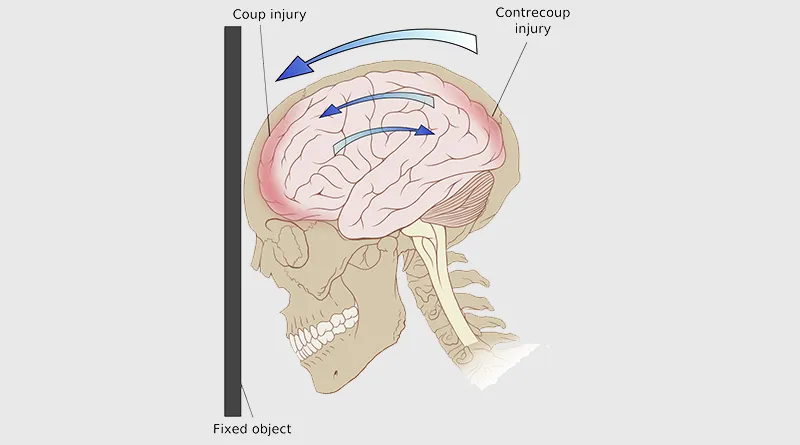 Coup injury
Contrecoup
injury
Fixed object